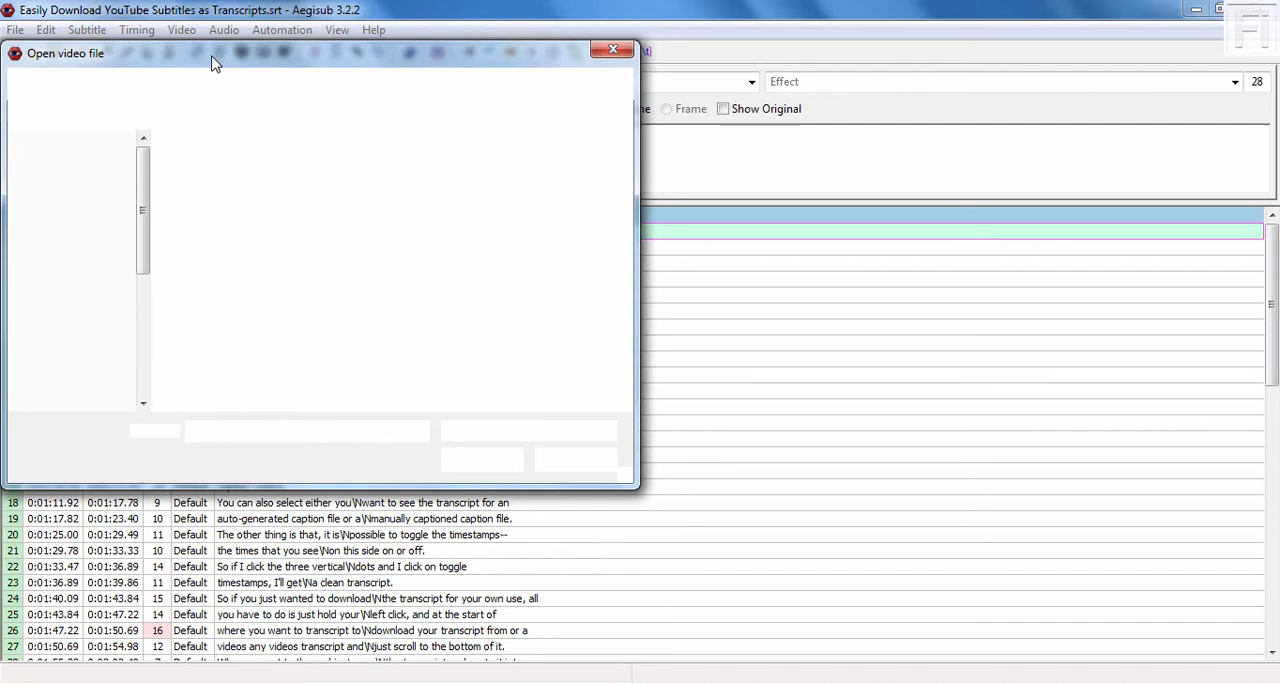 Easily Download YouTube Subtitles as Transcripts.srt - Aegisub 3.2.2
File Edit Subtitle Timing Video Audio Automation View Help
Open video file
Effect 28
me Frame Show Original
18 0:01:11.92 0:01:17.78 9 Default You can also select either you\Nwant to see the transcript for an
19 0:01:17.82 0:01:23.40 10 Default auto-generated caption file or a\Nmanually captioned caption file.
20 0:01:25.00 0:01:29.49 11 Default The other thing is that, it is\Npossible to toggle the timestamps--
21 0:01:29.78 0:01:33.33 10 Default the times that you see\Non this side on or off.
22 0:01:33.47 0:01:36.89 14 Default So if I click the three vertical\Ndots and I click on toggle
23 0:01:36.89 0:01:39.86 11 Default timestamps, I'll get\Na clean transcript.
24 0:01:40.09 0:01:43.84 15 Default So if you just wanted to download\Nthe transcript for your own use, all
25 0:01:43.84 0:01:47.22 14 Default you have to do is just hold your\Nleft click, and at the start of
26 0:01:47.22 0:01:50.69 16 Default where you want to transcript to\Ndownload your transcript from or a
27 0:01:50.69 0:01:54.98 12 Default videos any videos transcript and\Njust scroll to the bottom of it.